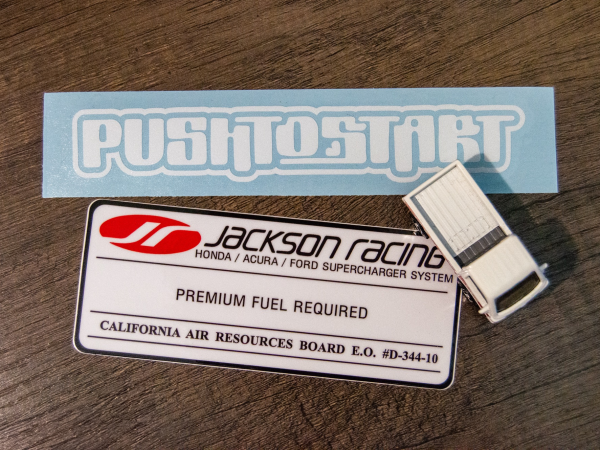 PUSHTOSTART
Jackson racing
HONDA / ACURA / FORD SUPERCHARGER SYSTEM
PREMIUM FUEL REQUIRED
CALIFORNIA AIR RESOURCES BOARD E.O. #D-344-10